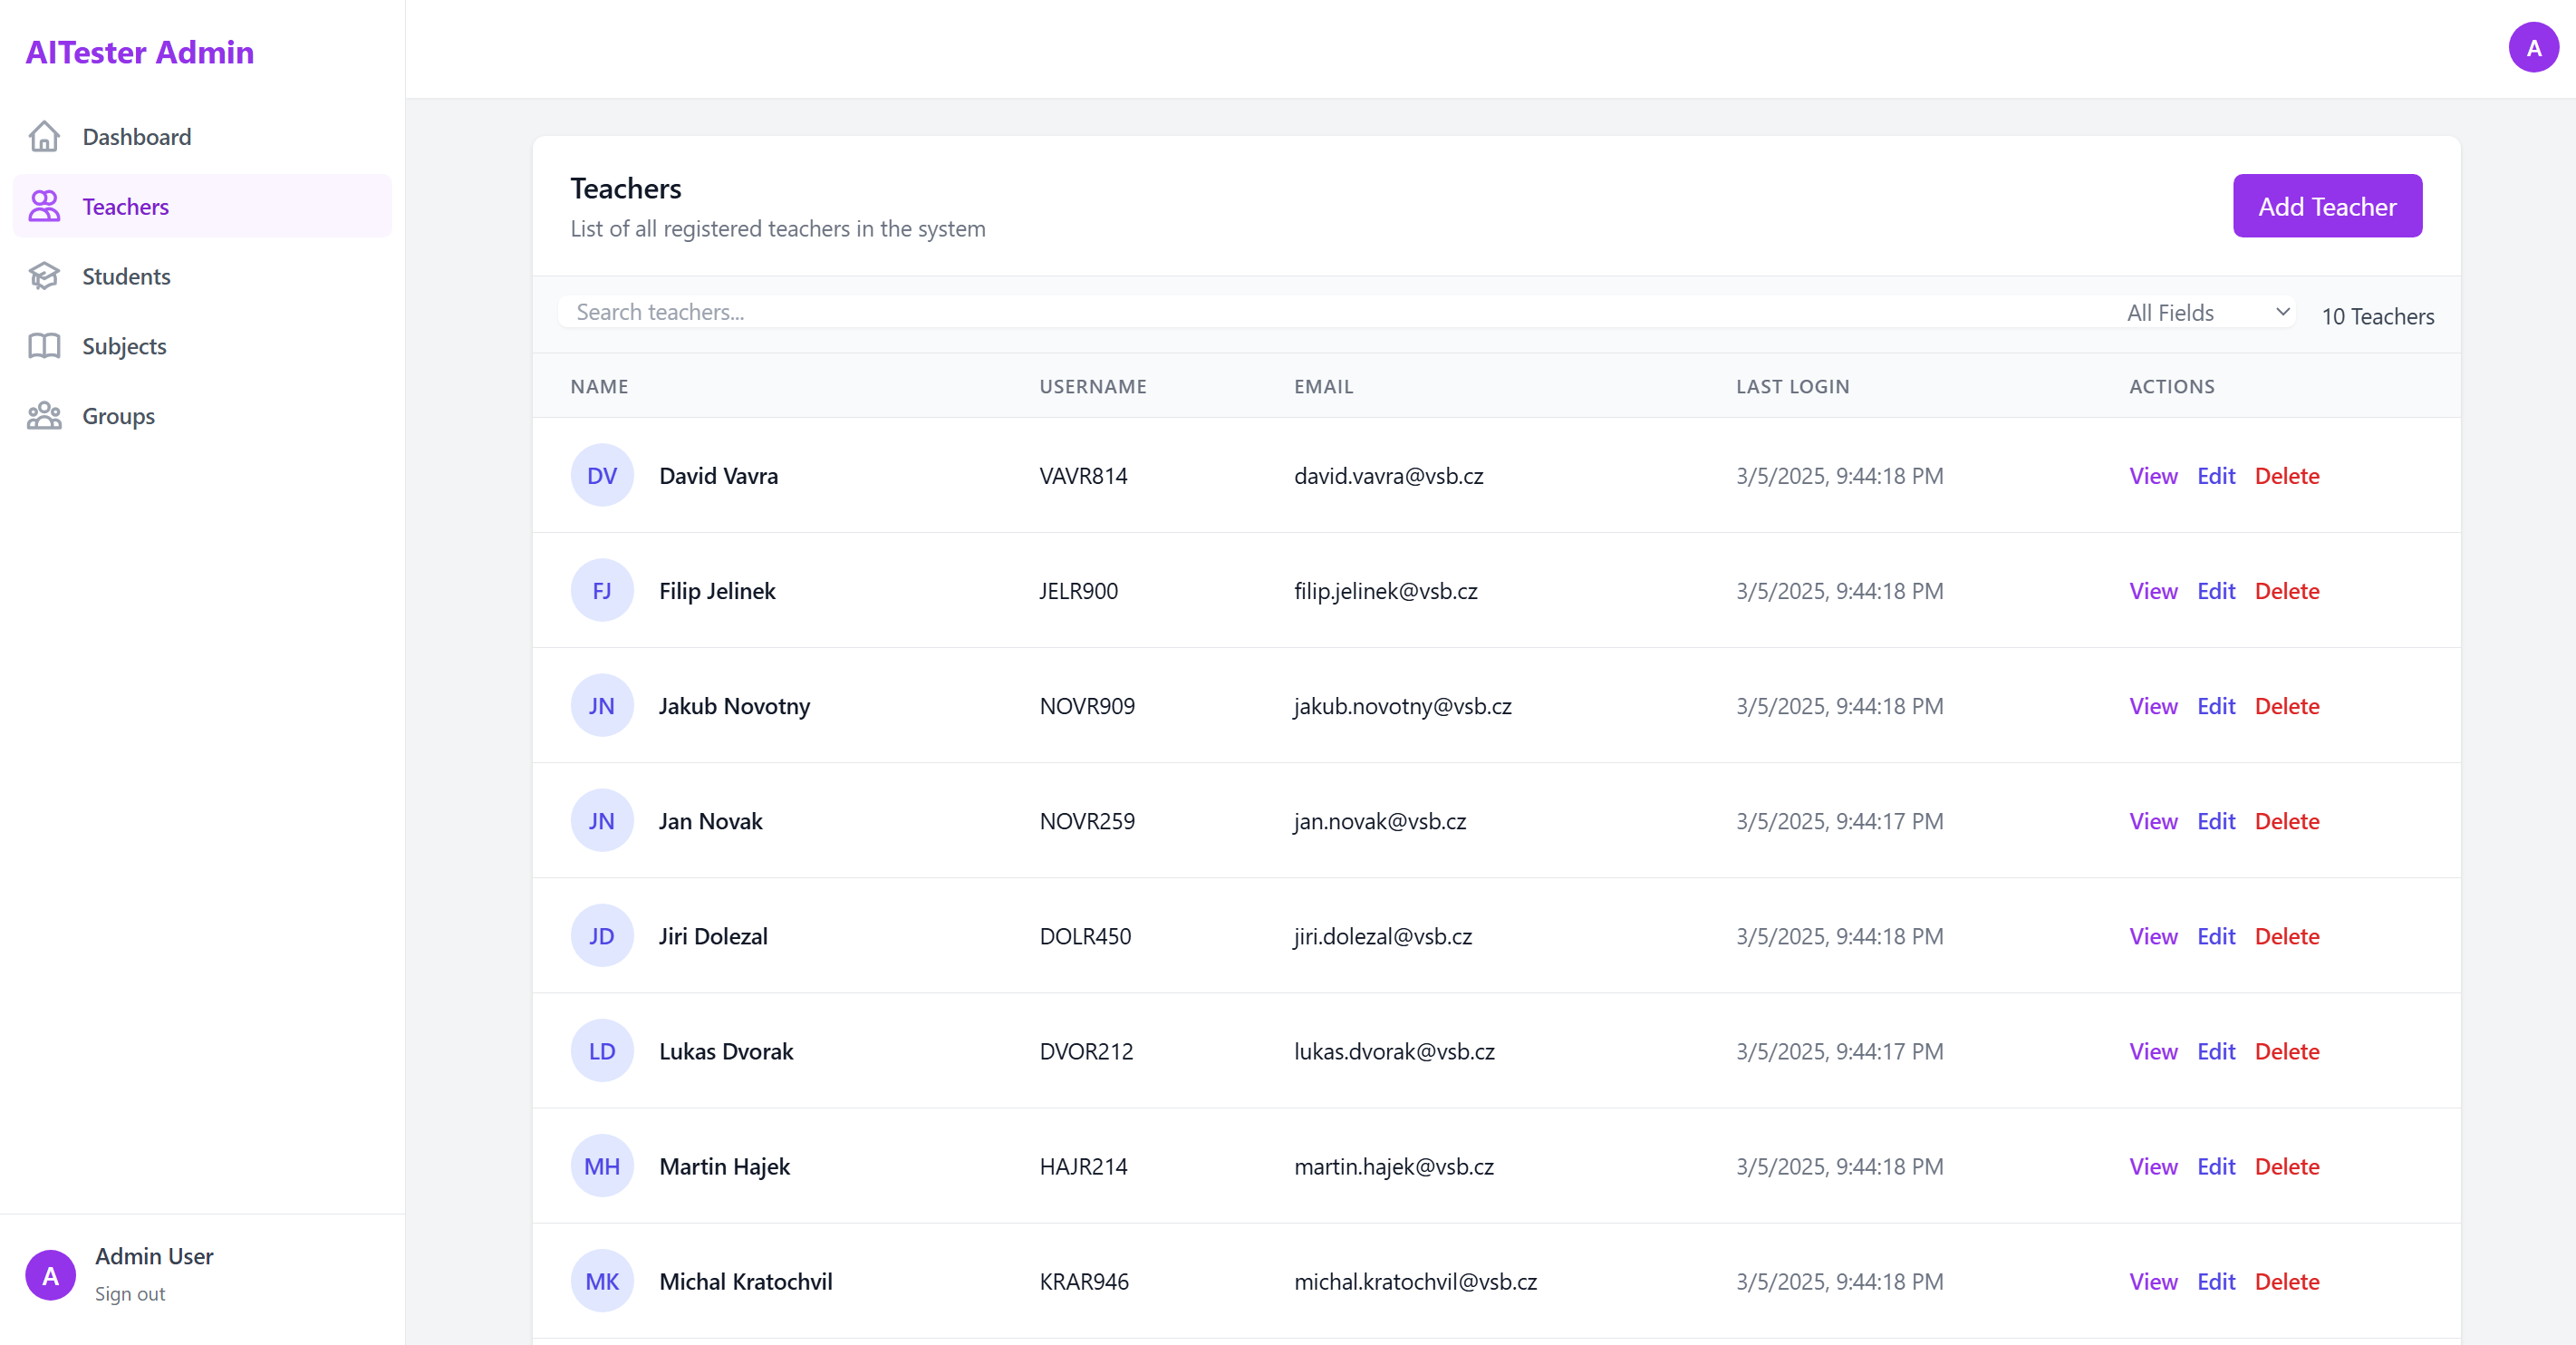 AITester Admin
A
Dashboard
Teachers
Students
Subjects
Groups
Teachers
List of all registered teachers in the system
Add Teacher
Search teachers...
All Fields
10 Teachers
NAME USERNAME EMAIL LAST LOGIN ACTIONS
DV David Vavra VAVR814 david.vavra@vsb.cz 3/5/2025, 9:44:18 PM View Edit Delete
FJ Filip Jelinek JELR900 filip.jelinek@vsb.cz 3/5/2025, 9:44:18 PM View Edit Delete
JN Jakub Novotny NOVR909 jakub.novotny@vsb.cz 3/5/2025, 9:44:18 PM View Edit Delete
JN Jan Novak NOVR259 jan.novak@vsb.cz 3/5/2025, 9:44:17 PM View Edit Delete
JD Jiri Dolezal DOLR450 jiri.dolezal@vsb.cz 3/5/2025, 9:44:18 PM View Edit Delete
LD Lukas Dvorak DVOR212 lukas.dvorak@vsb.cz 3/5/2025, 9:44:17 PM View Edit Delete
MH Martin Hajek HAJR214 martin.hajek@vsb.cz 3/5/2025, 9:44:18 PM View Edit Delete
MK Michal Kratochvil KRAR946 michal.kratochvil@vsb.cz 3/5/2025, 9:44:18 PM View Edit Delete
A
Admin User
Sign out